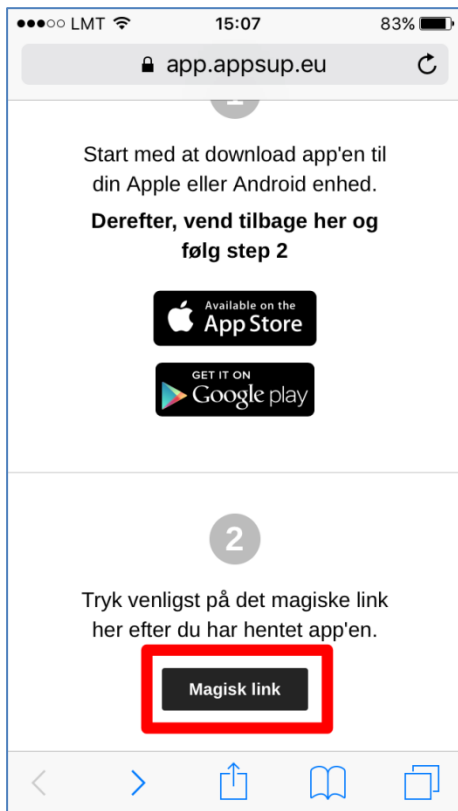 LMT 15:07 83%
app.appsup.eu
1
Start med at download app'en til
din Apple eller Android enhed.
Derefter, vend tilbage her og
følg step 2
Available on the
App Store
GET IT ON
Google play
2
Tryk venligst på det magiske link
her efter du har hentet app'en.
Magisk link